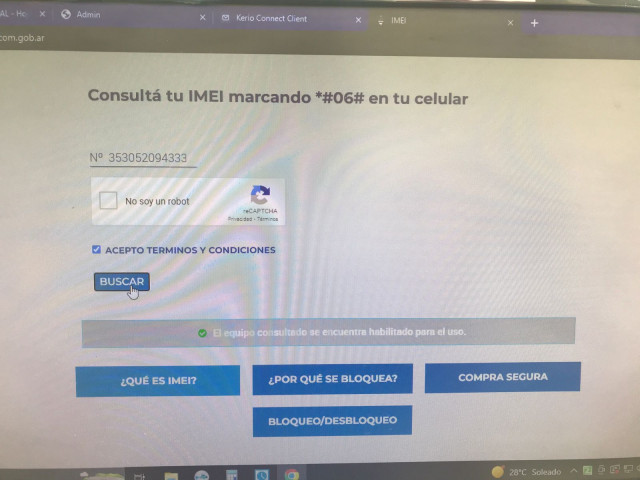 AL - He
Admin
Kerio Connect Client
IMEI
com.gob.ar
Consultá tu IMEI marcando *#06# en tu celular
Nº 353052094333
No soy un robot
reCAPTCHA
Privacidad - Términos
ACEPTO TERMINOS Y CONDICIONES
BUSCAR
El equipo consultado se encuentra habilitado para el uso.
¿QUÉ ES IMEI?
¿POR QUÉ SE BLOQUEA?
COMPRA SEGURA
BLOQUEO/DESBLOQUEO
28°C Soleado